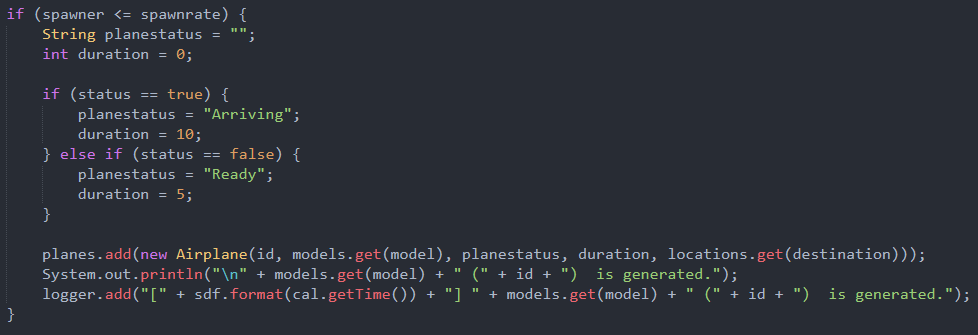 if (spawner <= spawnrate) {
    String planestatus = "";
    int duration = 0;

    if (status == true) {
        planestatus = "Arriving";
        duration = 10;
    } else if (status == false) {
        planestatus = "Ready";
        duration = 5;
    }

    planes.add(new Airplane(id, models.get(model), planestatus, duration, locations.get(destination)));
    System.out.println("\n" + models.get(model) + " (" + id + ")  is generated.");
    logger.add("[" + sdf.format(cal.getTime()) + "] " + models.get(model) + " (" + id + ")  is generated.");
}